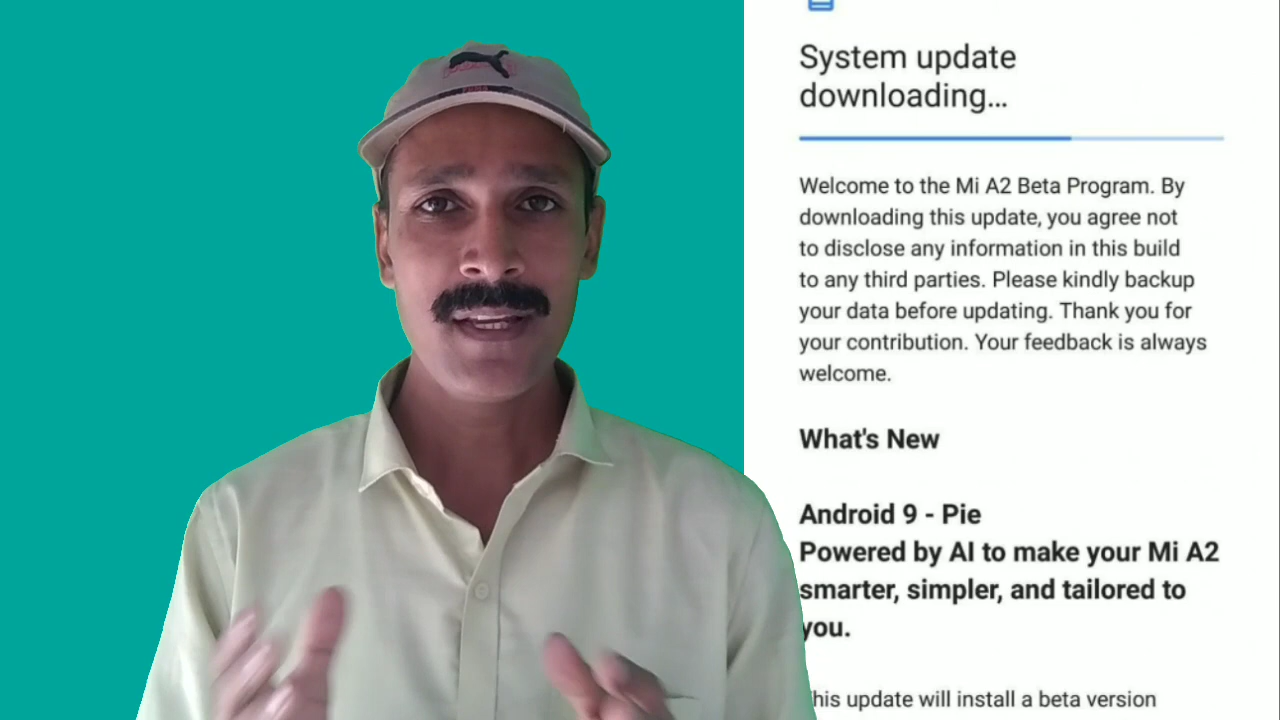 System update
downloading...
Welcome to the Mi A2 Beta Program. By
downloading this update, you agree not
to disclose any information in this build
to any third parties. Please kindly backup
your data before updating. Thank you for
your contribution. Your feedback is always
welcome.
What's New
Android 9 - Pie
Powered by AI to make your Mi A2
smarter, simpler, and tailored to
you.
This update will install a beta version